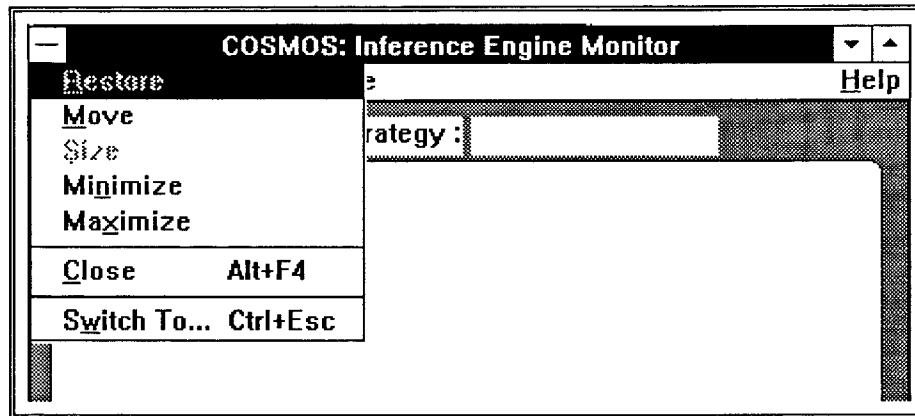 COSMOS: Inference Engine Monitor
Restore Help
Move
rategy :
Size
Minimize
Maximize
Close Alt+F4
Switch To... Ctrl+Esc